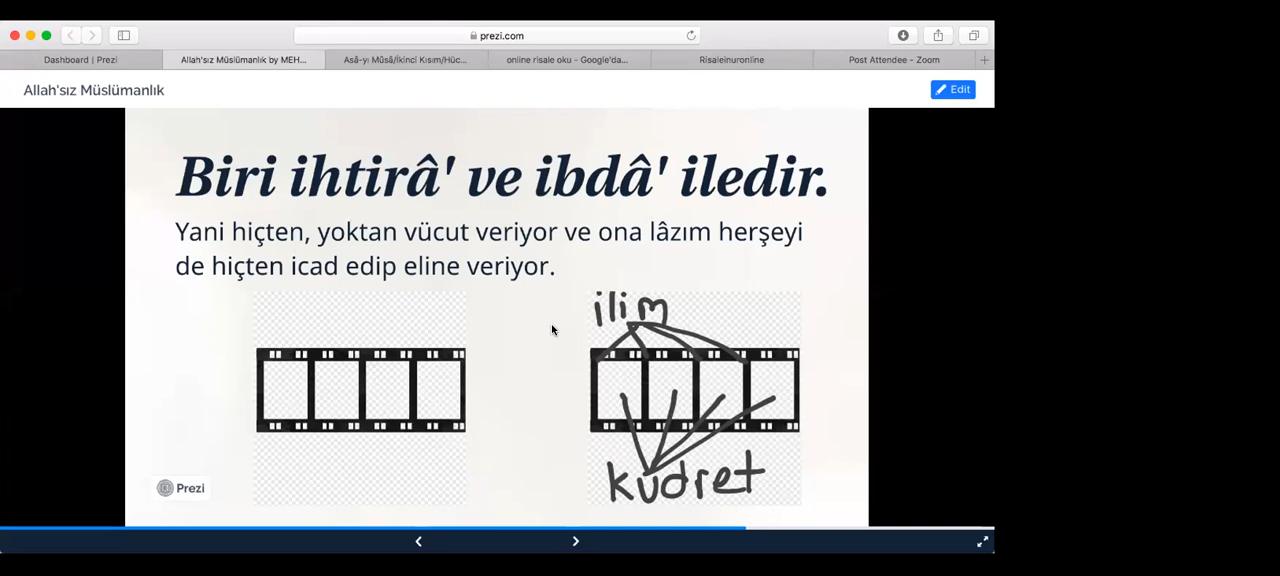 prezi.com
Dashboard | Prezi
Allah'sız Müslümanlık by MEH...
Asâ-yı Mûsâ/İkinci Kısım/Hüc...
online risale oku - Google'da...
Risaleinuronline
Post Attendee - Zoom
Allah'sız Müslümanlık
Edit
Biri ihtirâ' ve ibdâ' iledir.
Yani hiçten, yoktan vücut veriyor ve ona lâzım herşeyi
de hiçten icad edip eline veriyor.
ilim
kudret
Prezi